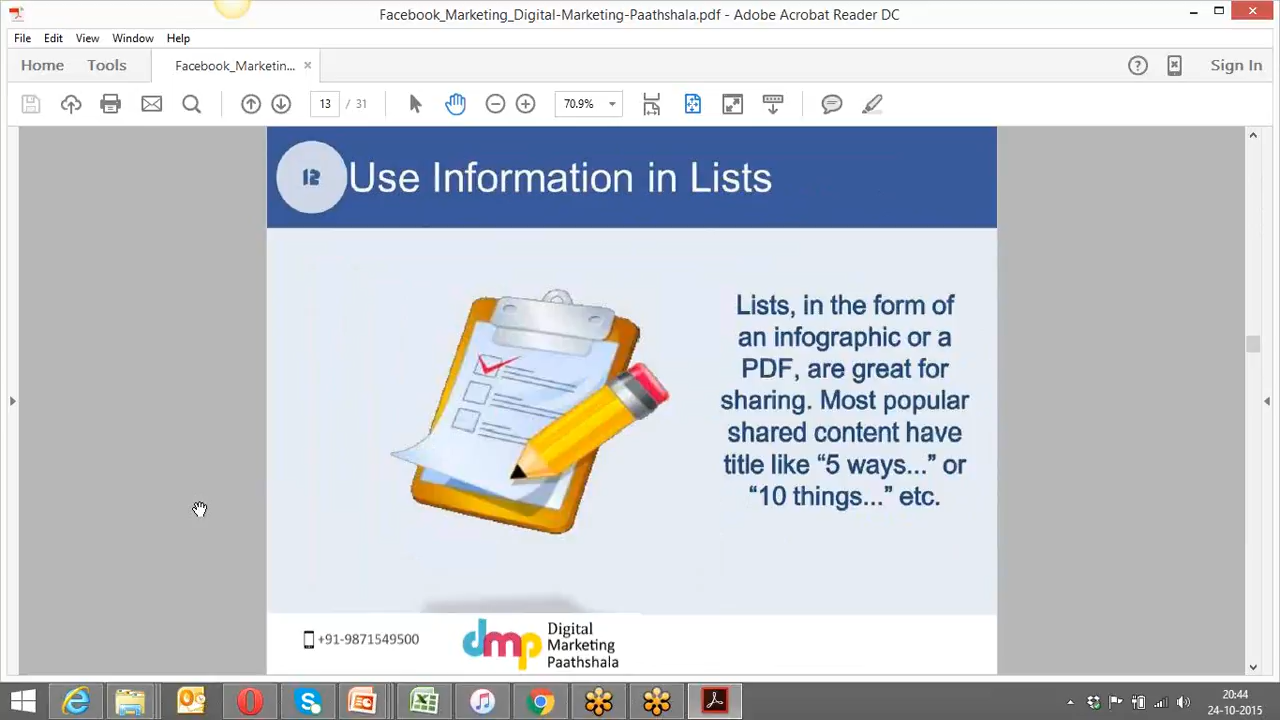 Facebook_Marketing_Digital-Marketing-Paathshala.pdf - Adobe Acrobat Reader DC
File Edit View Window Help
Home Tools Facebook_Marketin... Sign In
13 / 31 70.9%
12 Use Information in Lists
Lists, in the form of
an infographic or a
PDF, are great for
sharing. Most popular
shared content have
title like “5 ways...” or
“10 things...” etc.
+91-9871549500
dmp Digital
Marketing
Paathshala
20:44
24-10-2015